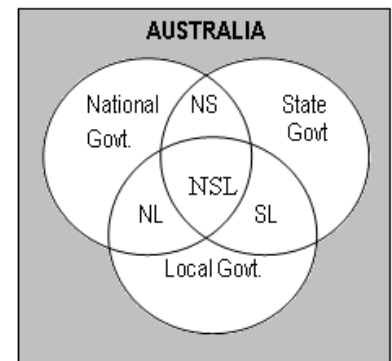 AUSTRALIA
National
Govt.
NS
State
Govt
NSL
NL
SL
Local Govt.